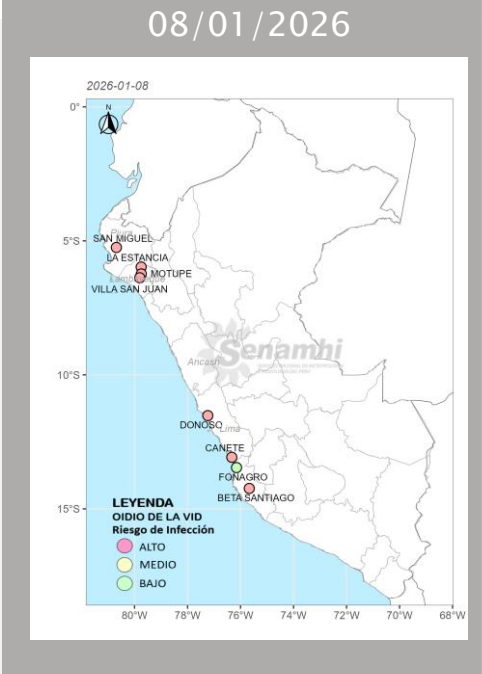 08/01/2026
2026-01-08
N
0°
5°S
10°S
15°S
Piura
SAN MIGUEL
LA ESTANCIA
MOTUPE
Lambayeque
VILLA SAN JUAN
Senamhi
Ancash
DONOSO
Lima
CANETE
FONAGRO
BETA SANTIAGO
LEYENDA
OIDIO DE LA VID
Riesgo de Infección
ALTO
MEDIO
BAJO
80°W 78°W 76°W 74°W 72°W 70°W 68°W